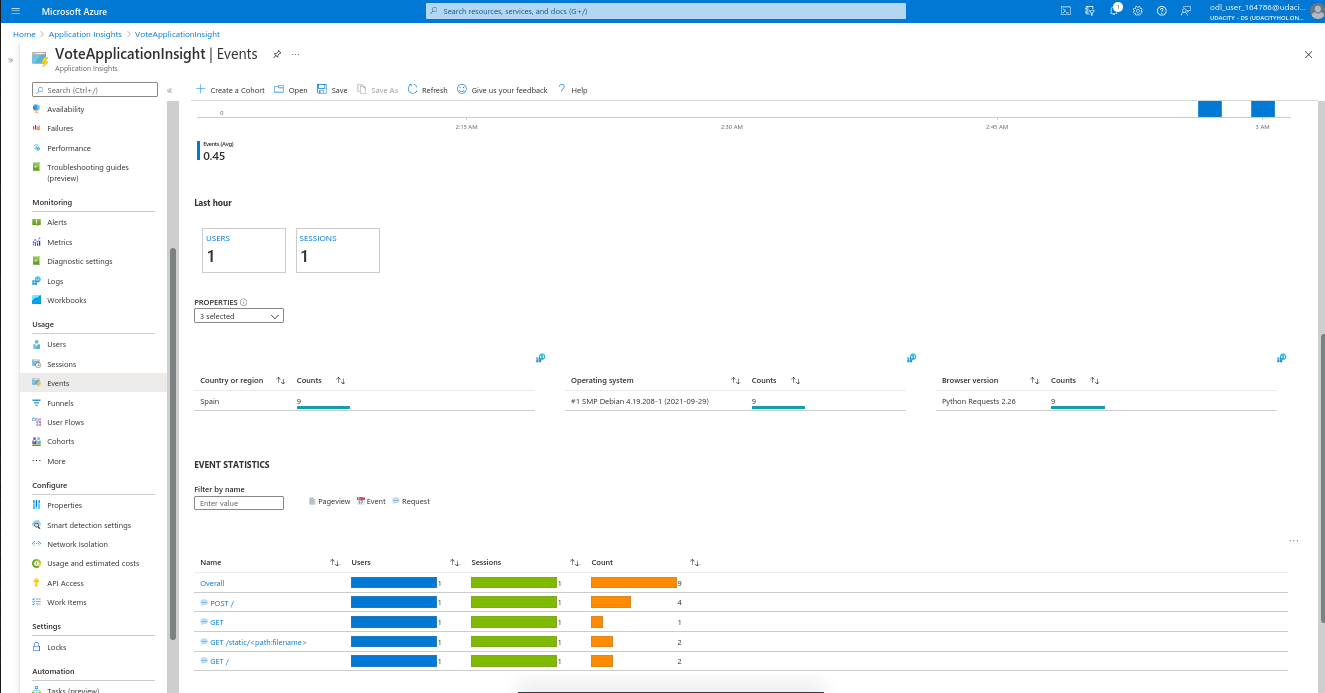 Microsoft Azure
Search resources, services, and docs (G+/)
1
odl_user_164786@udaci...
UDACITY - DS (UDACITYHOLON...
Home > Application Insights > VoteApplicationInsight
VoteApplicationInsight | Events
Application Insights
Search (Ctrl+/)
Availability
Failures
Performance
Troubleshooting guides
(preview)
Monitoring
Alerts
Metrics
Diagnostic settings
Logs
Workbooks
Usage
Users
Sessions
Events
Funnels
User Flows
Cohorts
More
Configure
Properties
Smart detection settings
Network Isolation
Usage and estimated costs
API Access
Work Items
Settings
Locks
Automation
Tasks (preview)
Create a Cohort Open Save Save As Refresh Give us your feedback Help
0
2:15 AM 2:30 AM 2:45 AM 3 AM
Events (Avg)
0.45
Last hour
USERS
1
SESSIONS
1
PROPERTIES
3 selected
Country or region Counts
Spain 9
Operating system Counts
#1 SMP Debian 4.19.208-1 (2021-09-29) 9
Browser version Counts
Python Requests 2.26 9
EVENT STATISTICS
Filter by name
Enter value
Pageview Event Request
Name Users Sessions Count
Overall 1 1 9
POST / 1 1 4
GET 1 1 1
GET /static/<path:filename> 1 1 2
GET / 1 1 2